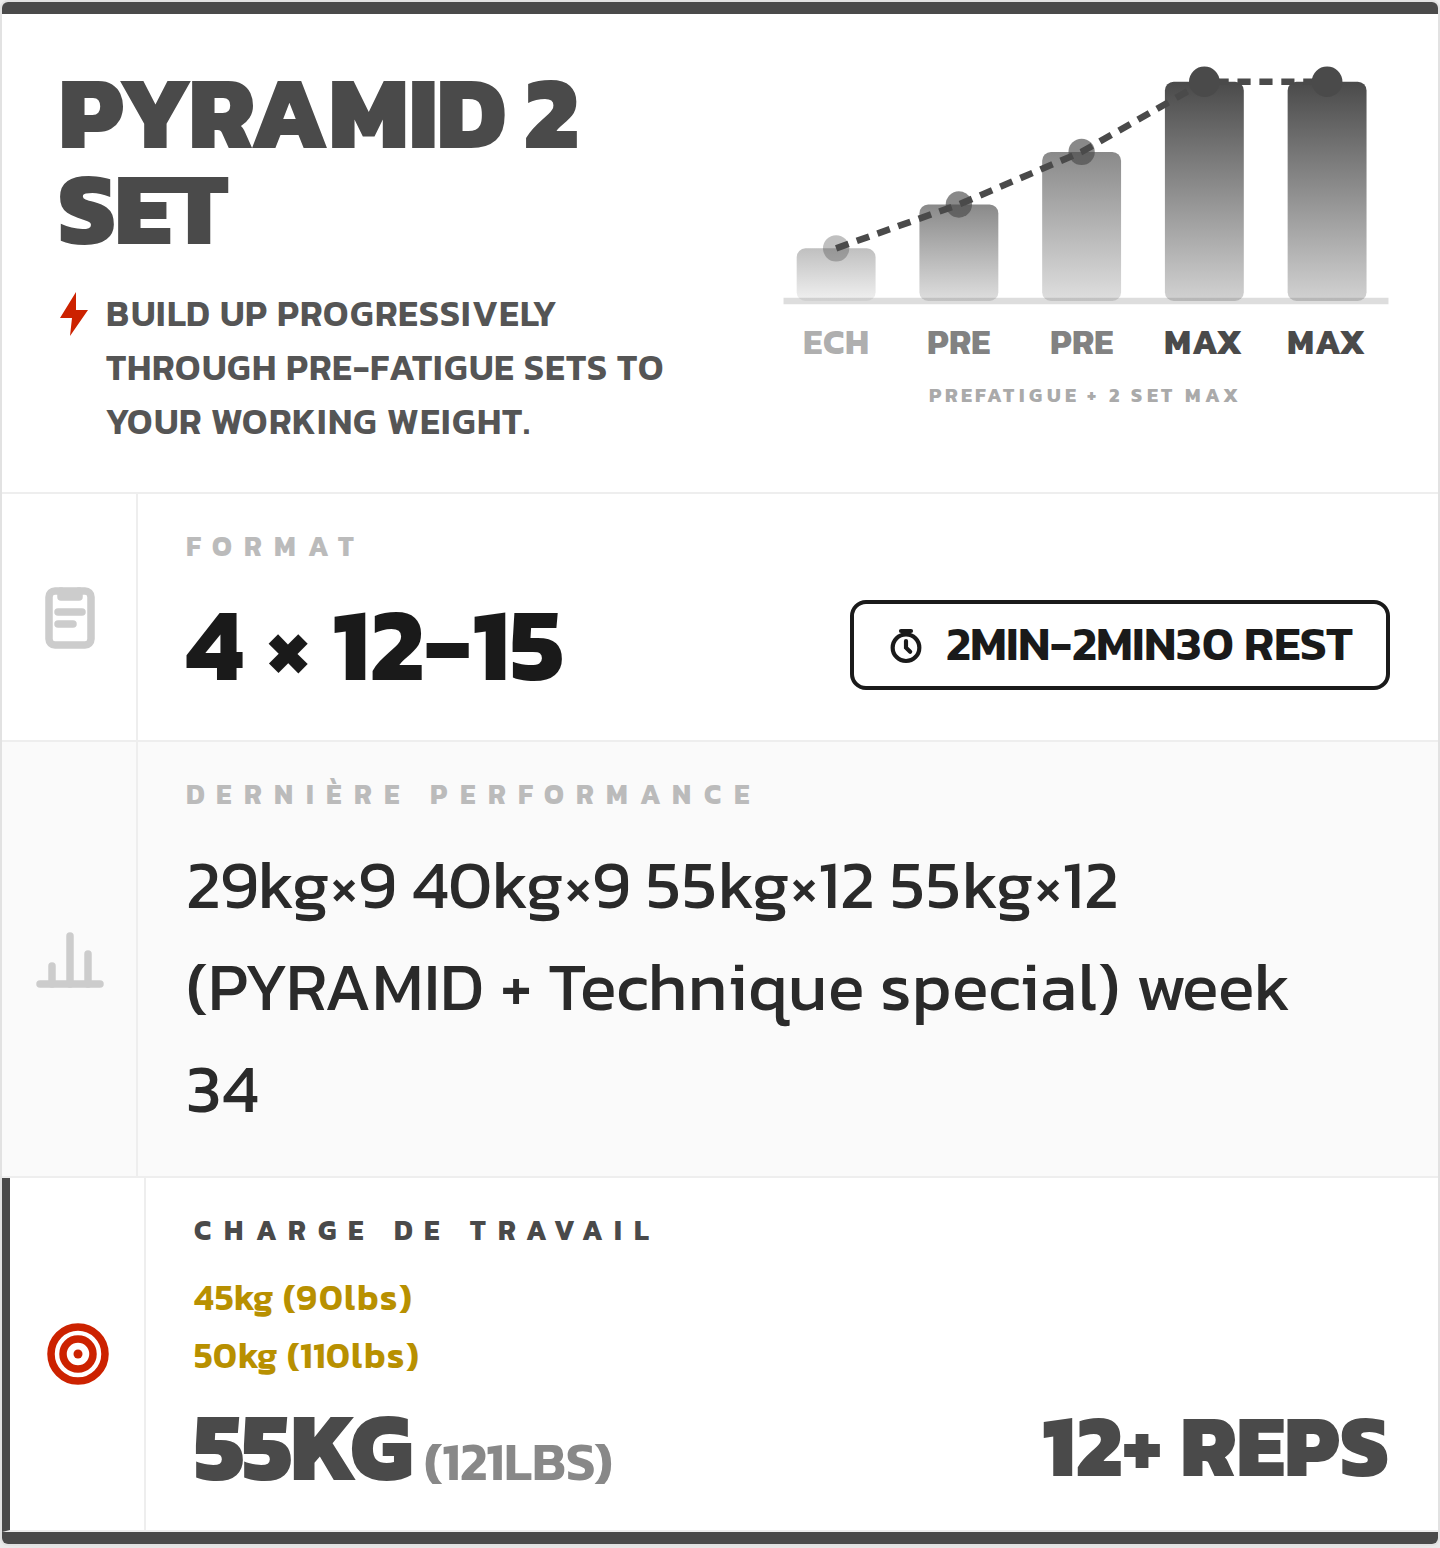 PYRAMID 2
SET
BUILD UP PROGRESSIVELY
THROUGH PRE-FATIGUE SETS TO
YOUR WORKING WEIGHT.
ECH PRE PRE MAX MAX
PREFATIGUE + 2 SET MAX
FORMAT
4 × 12–15
2MIN–2MIN30 REST
DERNIÈRE PERFORMANCE
29kg×9 40kg×9 55kg×12 55kg×12
(PYRAMID + Technique special) week
34
CHARGE DE TRAVAIL
45kg (90lbs)
50kg (110lbs)
55KG (121LBS)
12+ REPS